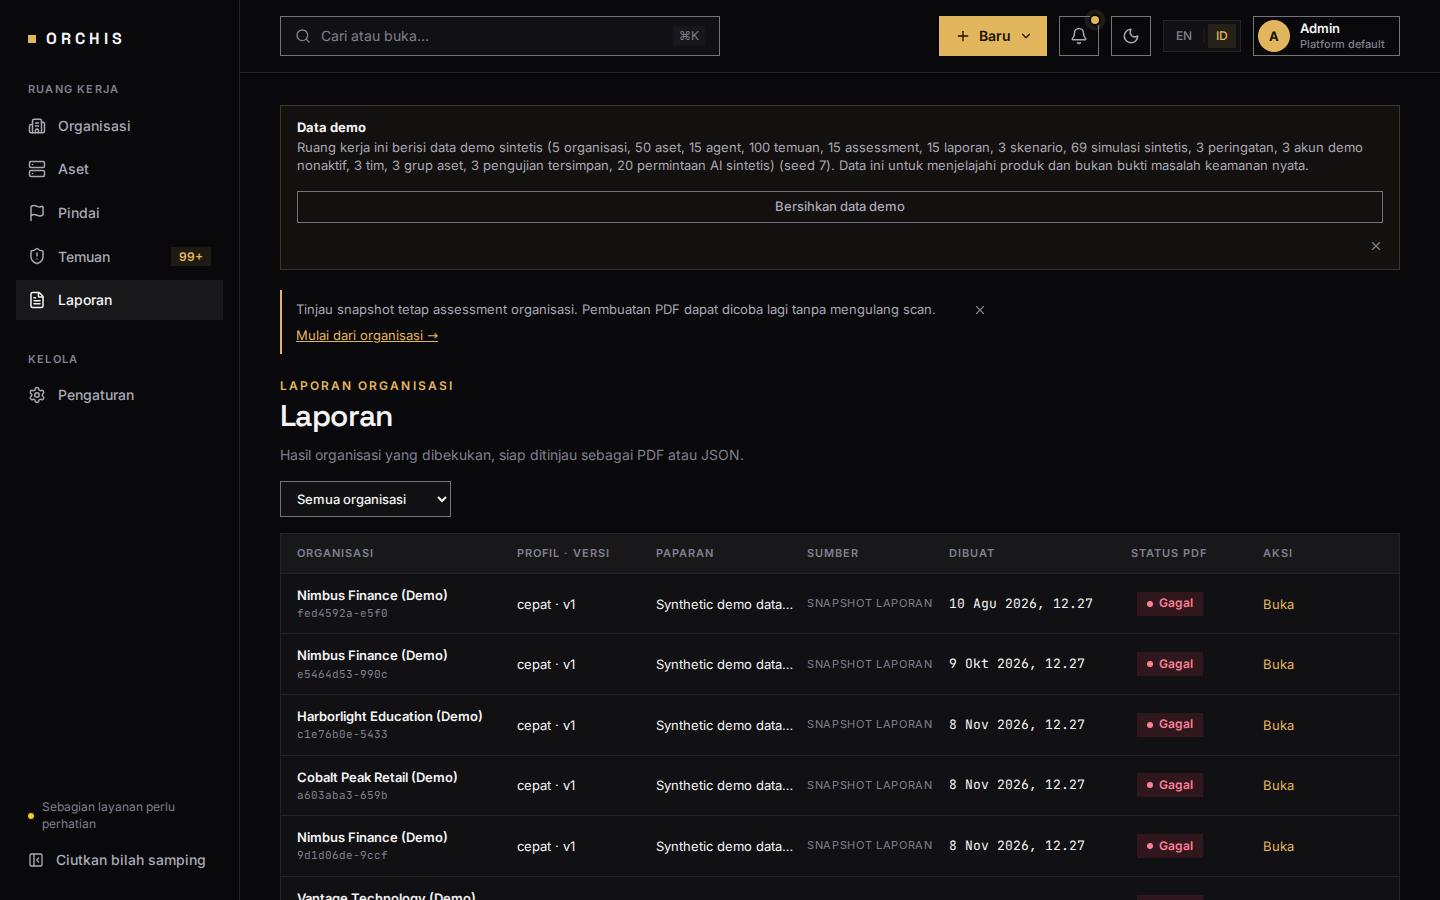 ORCHIS
Cari atau buka...
⌘K
Baru
EN
ID
A
Admin
Platform default
RUANG KERJA
Organisasi
Aset
Pindai
Temuan
99+
Laporan
KELOLA
Pengaturan
Sebagian layanan perlu
perhatian
Ciutkan bilah samping
Data demo
Ruang kerja ini berisi data demo sintetis (5 organisasi, 50 aset, 15 agent, 100 temuan, 15 assessment, 15 laporan, 3 skenario, 69 simulasi sintetis, 3 peringatan, 3 akun demo
nonaktif, 3 tim, 3 grup aset, 3 pengujian tersimpan, 20 permintaan AI sintetis) (seed 7). Data ini untuk menjelajahi produk dan bukan bukti masalah keamanan nyata.
Bersihkan data demo
Tinjau snapshot tetap assessment organisasi. Pembuatan PDF dapat dicoba lagi tanpa mengulang scan.
Mulai dari organisasi →
LAPORAN ORGANISASI
Laporan
Hasil organisasi yang dibekukan, siap ditinjau sebagai PDF atau JSON.
Semua organisasi
ORGANISASI PROFIL · VERSI PAPARAN SUMBER DIBUAT STATUS PDF AKSI
Nimbus Finance (Demo)
fed4592a-e5f0
cepat · v1 Synthetic demo data... SNAPSHOT LAPORAN 10 Agu 2026, 12.27 Gagal Buka
Nimbus Finance (Demo)
e5464d53-990c
cepat · v1 Synthetic demo data... SNAPSHOT LAPORAN 9 Okt 2026, 12.27 Gagal Buka
Harborlight Education (Demo)
c1e76b0e-5433
cepat · v1 Synthetic demo data... SNAPSHOT LAPORAN 8 Nov 2026, 12.27 Gagal Buka
Cobalt Peak Retail (Demo)
a603aba3-659b
cepat · v1 Synthetic demo data... SNAPSHOT LAPORAN 8 Nov 2026, 12.27 Gagal Buka
Nimbus Finance (Demo)
9d1d06de-9ccf
cepat · v1 Synthetic demo data... SNAPSHOT LAPORAN 8 Nov 2026, 12.27 Gagal Buka
Vantage Technology (Demo)